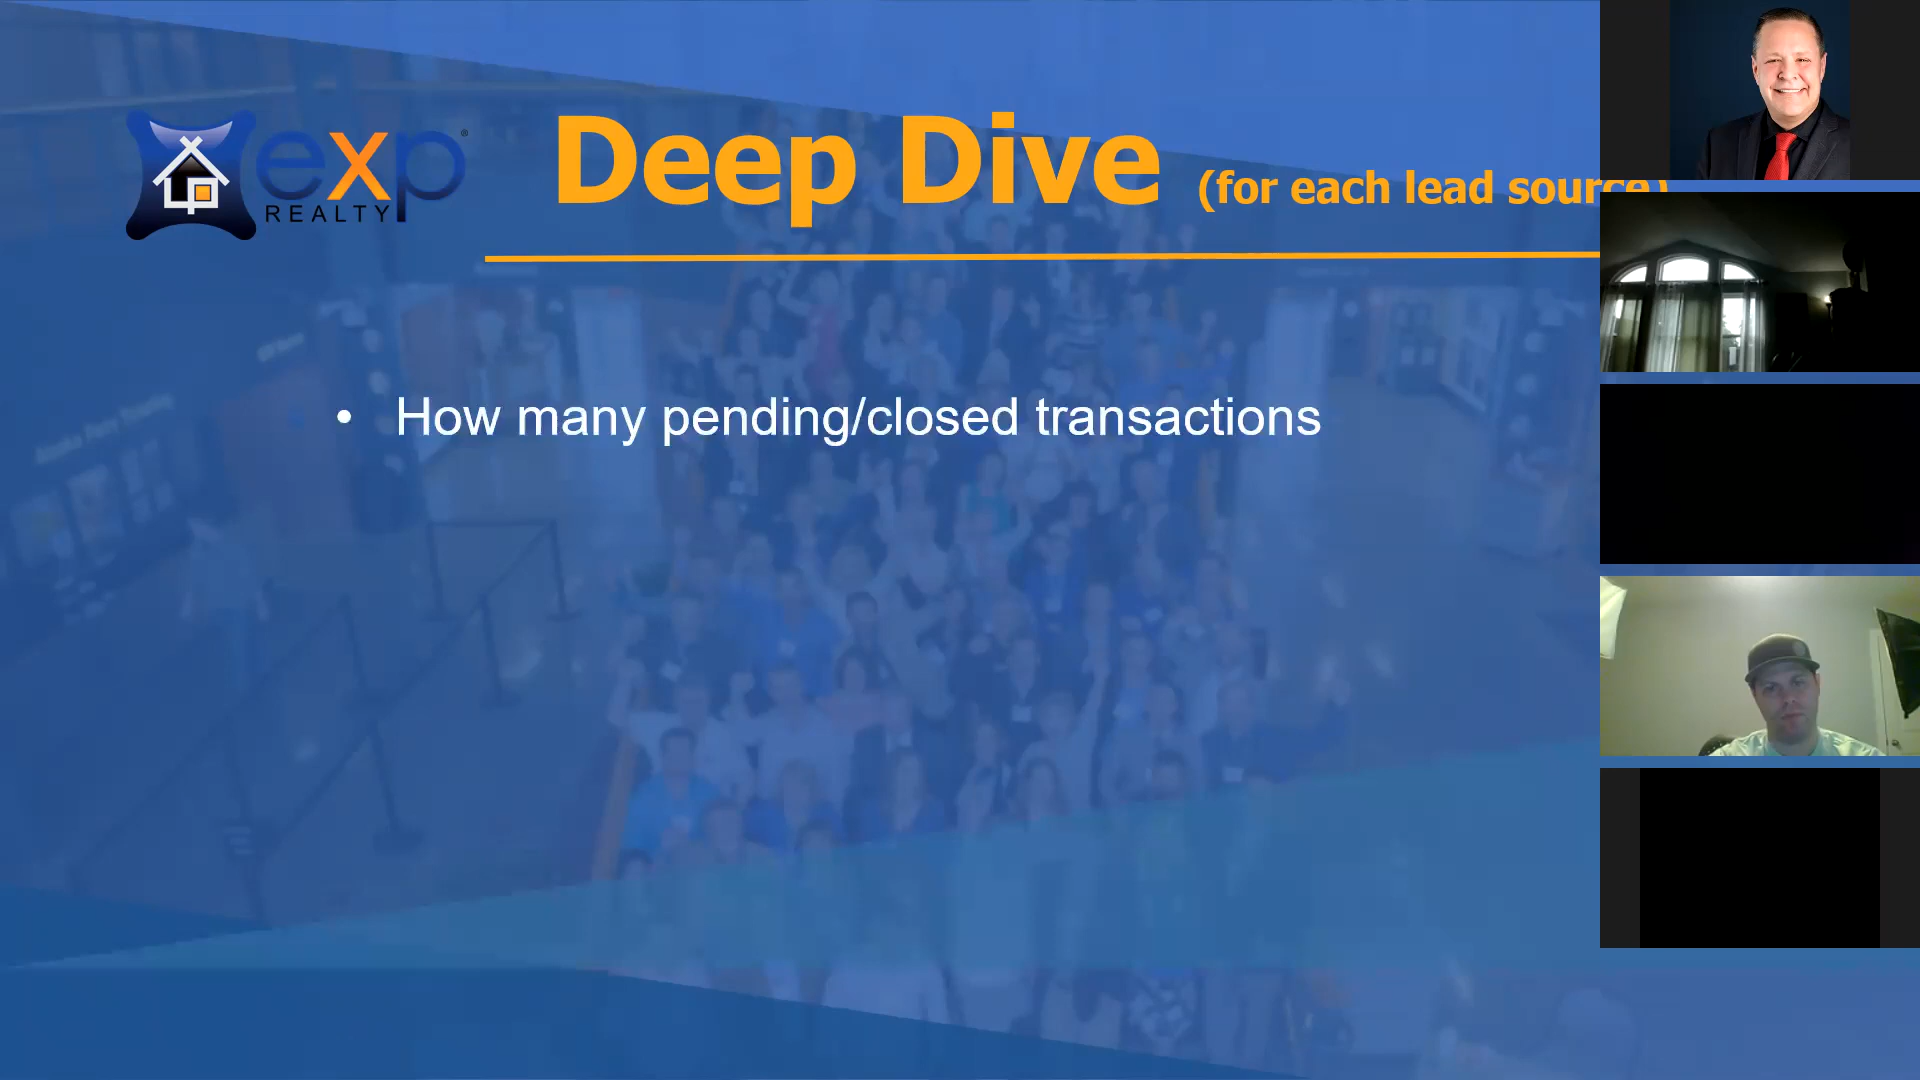 exp®
REALTY
Deep Dive (for each lead source)
• How many pending/closed transactions